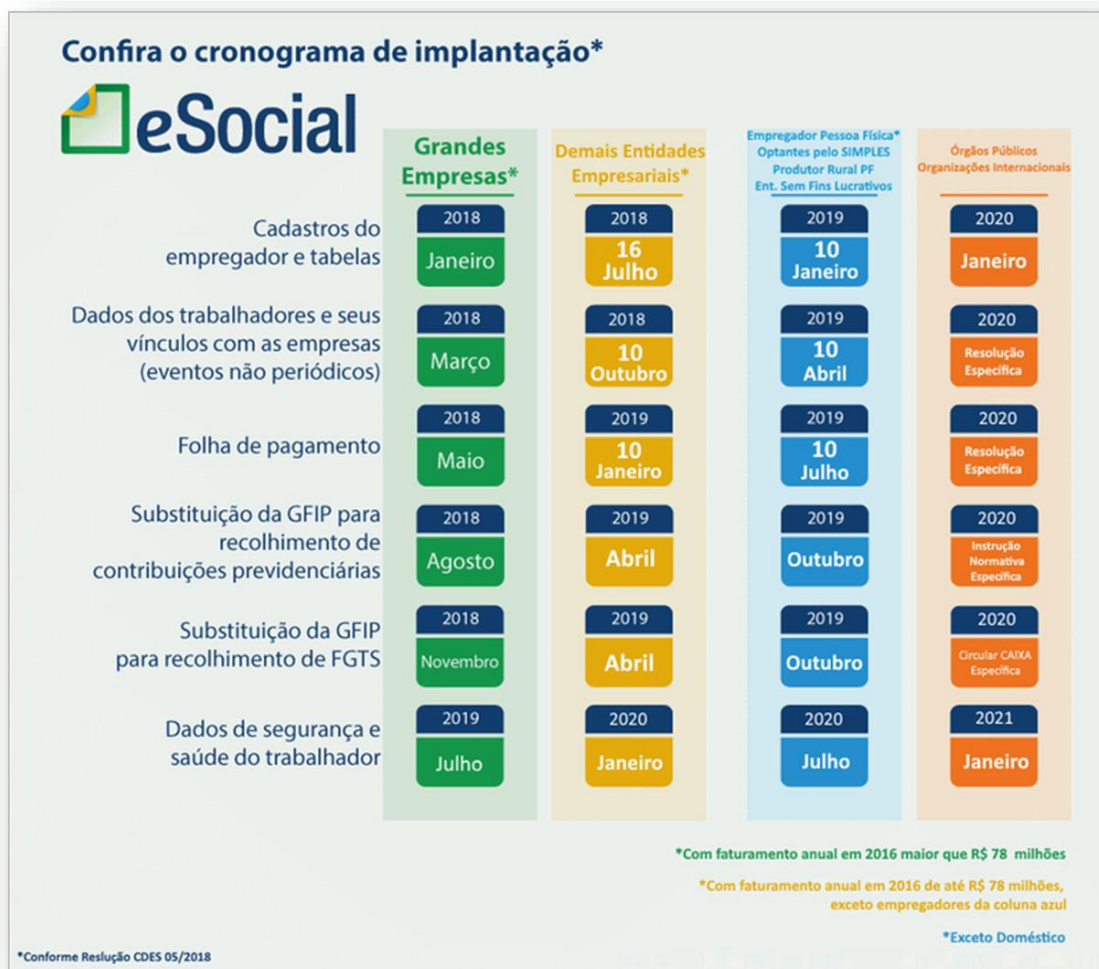 Confira o cronograma de implantação*
eSocial
Grandes
Empresas*
Demais Entidades
Empresariais*
Empregador Pessoa Física*
Optantes pelo SIMPLES
Produtor Rural PF
Ent. Sem Fins Lucrativos
Órgãos Públicos
Organizações Internacionais
Cadastros do
empregador e tabelas
2018
Janeiro
2018
16
Julho
2019
10
Janeiro
2020
Janeiro
Dados dos trabalhadores e seus
vínculos com as empresas
(eventos não periódicos)
2018
Março
2018
10
Outubro
2019
10
Abril
2020
Resolução
Específica
Folha de pagamento
2018
Maio
2019
10
Janeiro
2019
10
Julho
2020
Resolução
Específica
Substituição da GFIP para
recolhimento de
contribuições previdenciárias
2018
Agosto
2019
Abril
2019
Outubro
2020
Instrução
Normativa
Específica
Substituição da GFIP
para recolhimento de FGTS
2018
Novembro
2019
Abril
2019
Outubro
2020
Circular CAIXA
Específica
Dados de segurança e
saúde do trabalhador
2019
Julho
2020
Janeiro
2020
Julho
2021
Janeiro
*Com faturamento anual em 2016 maior que R$ 78 milhões
*Com faturamento anual em 2016 de até R$ 78 milhões,
exceto empregadores da coluna azul
*Exceto Doméstico
*Conforme Reslução CDES 05/2018